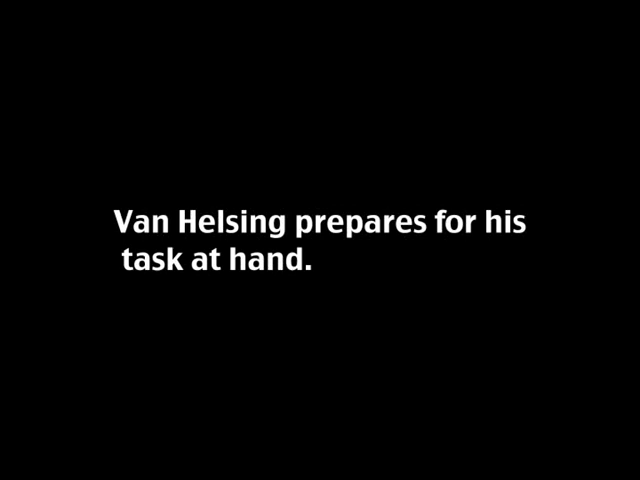 Van Helsing prepares for his
task at hand.